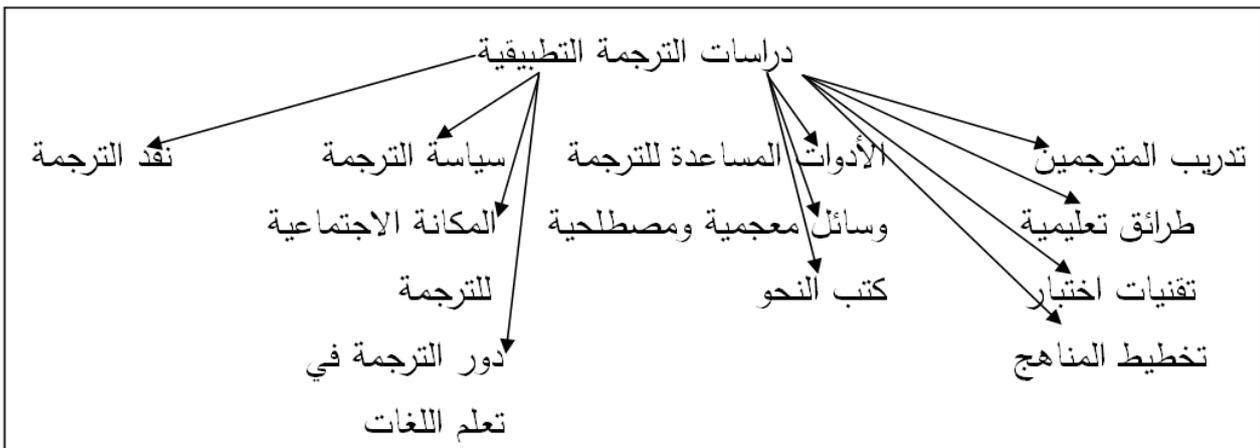 دراسات الترجمة التطبيقية
تدريب المترجمين
طرائق تعليمية
تقنيات اختبار
تخطيط المناهج
الأدوات المساعدة للترجمة
وسائل معجمية ومصطلحية
كتب النحو
سياسة الترجمة
المكانة الاجتماعية
للترجمة
دور الترجمة في
تعلم اللغات
نقد الترجمة